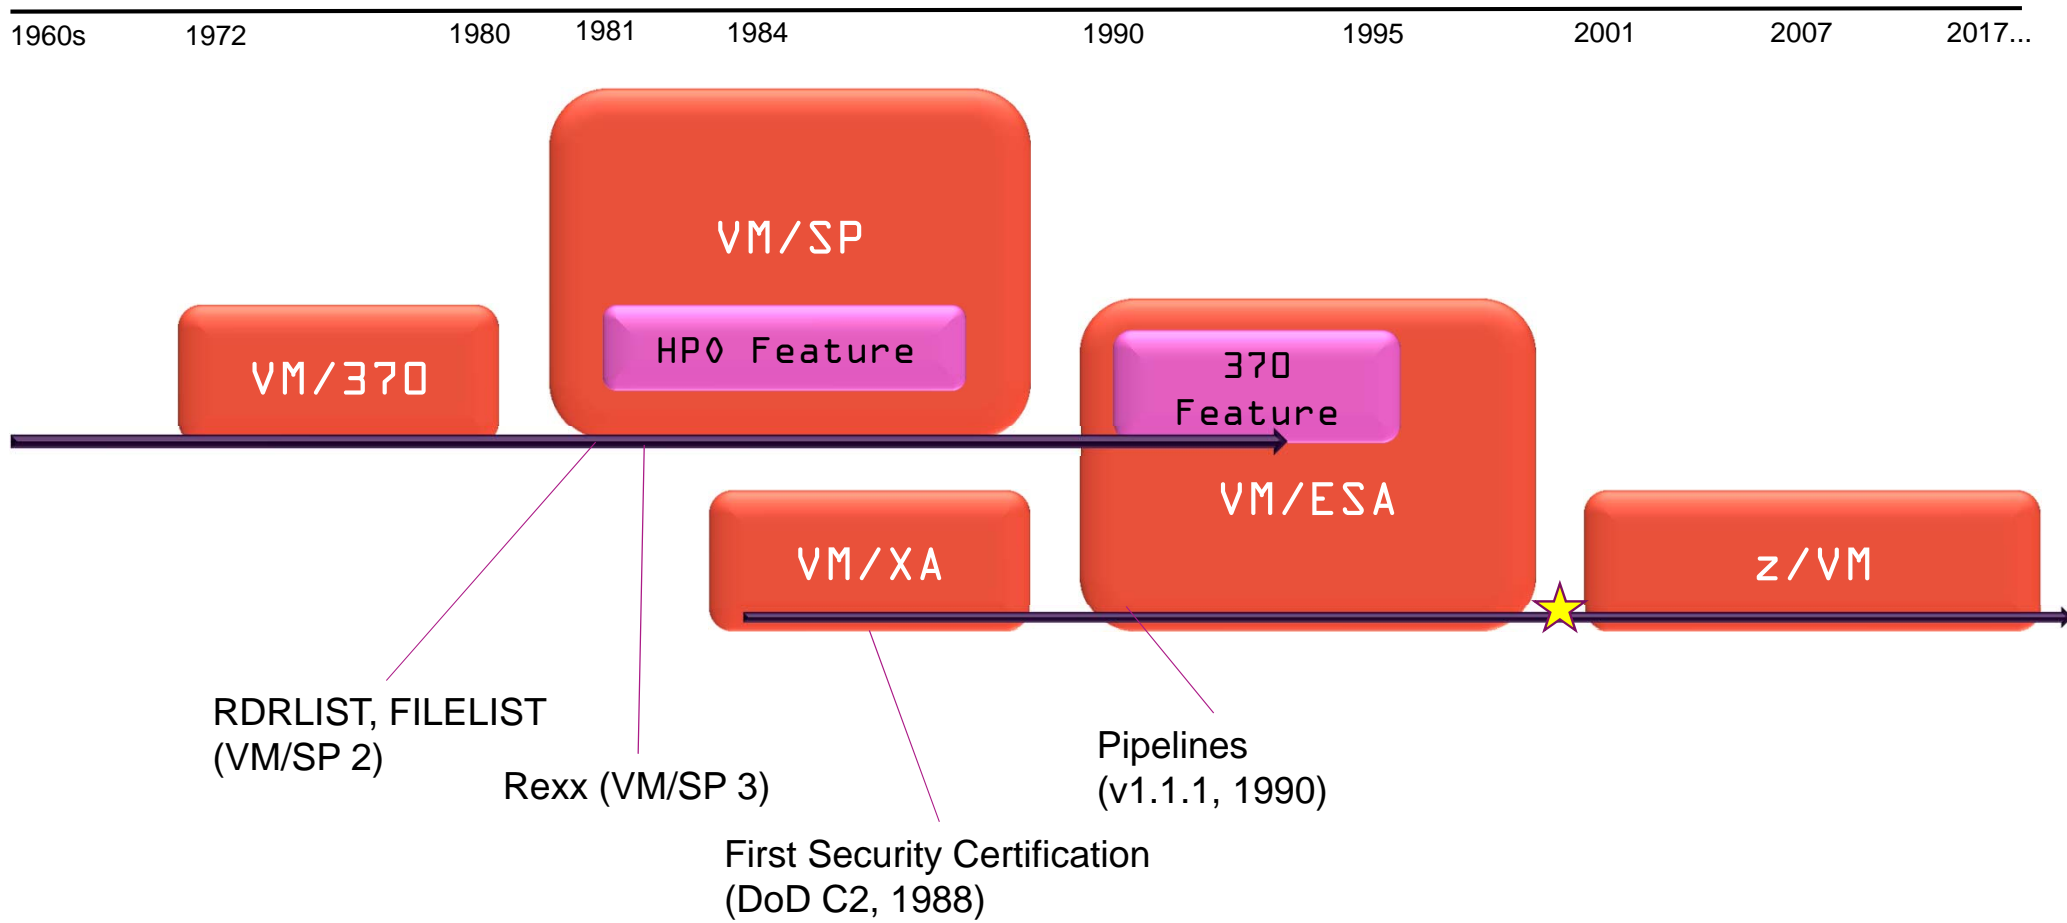 1960s 1972 1980 1981 1984 1990 1995 2001 2007 2017...
VM/SP
HPO Feature
VM/370
370
Feature
VM/ESA
VM/XA
z/VM
RDRLIST, FILELIST
(VM/SP 2)
Rexx (VM/SP 3)
Pipelines
(v1.1.1, 1990)
First Security Certification
(DoD C2, 1988)